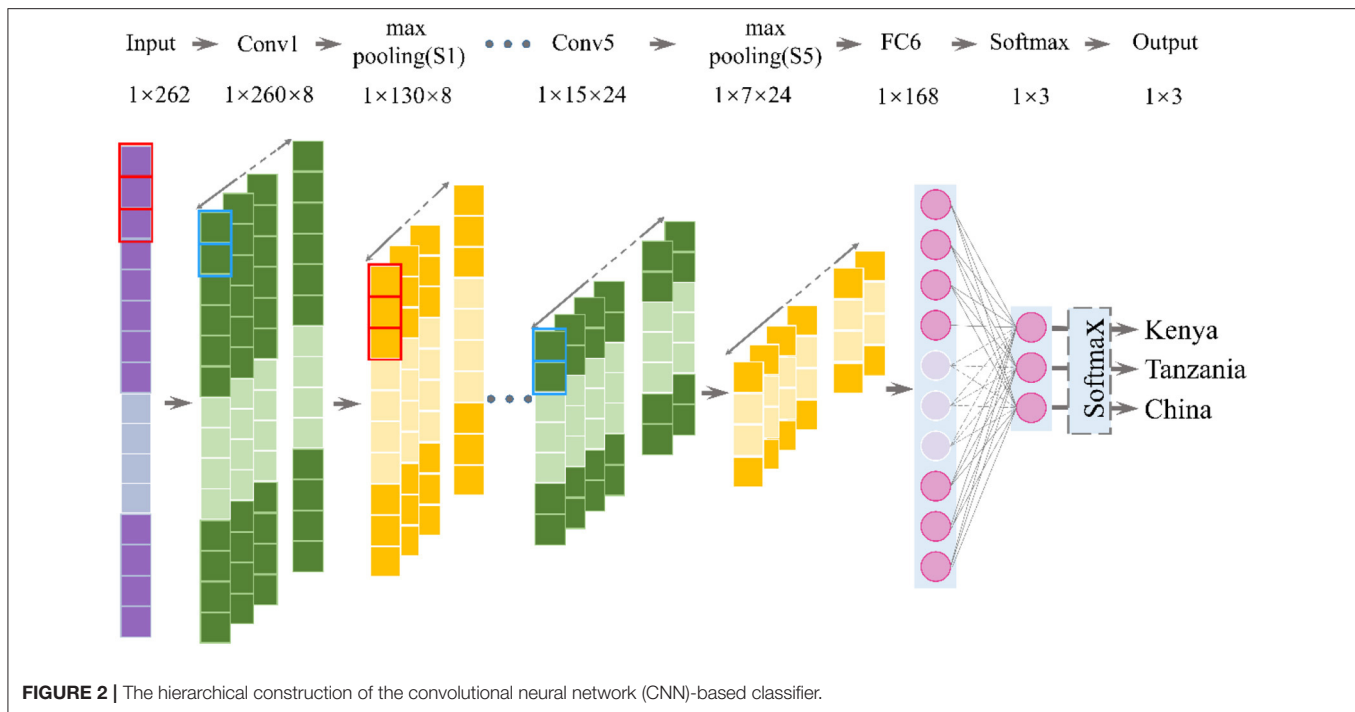 Input Conv1 max pooling(S1) Conv5 max pooling(S5) FC6 Softmax Output
1×262 1×260×8 1×130×8 1×15×24 1×7×24 1×168 1×3 1×3
Kenya
Tanzania
China
SoftmaX
FIGURE 2 | The hierarchical construction of the convolutional neural network (CNN)-based classifier.